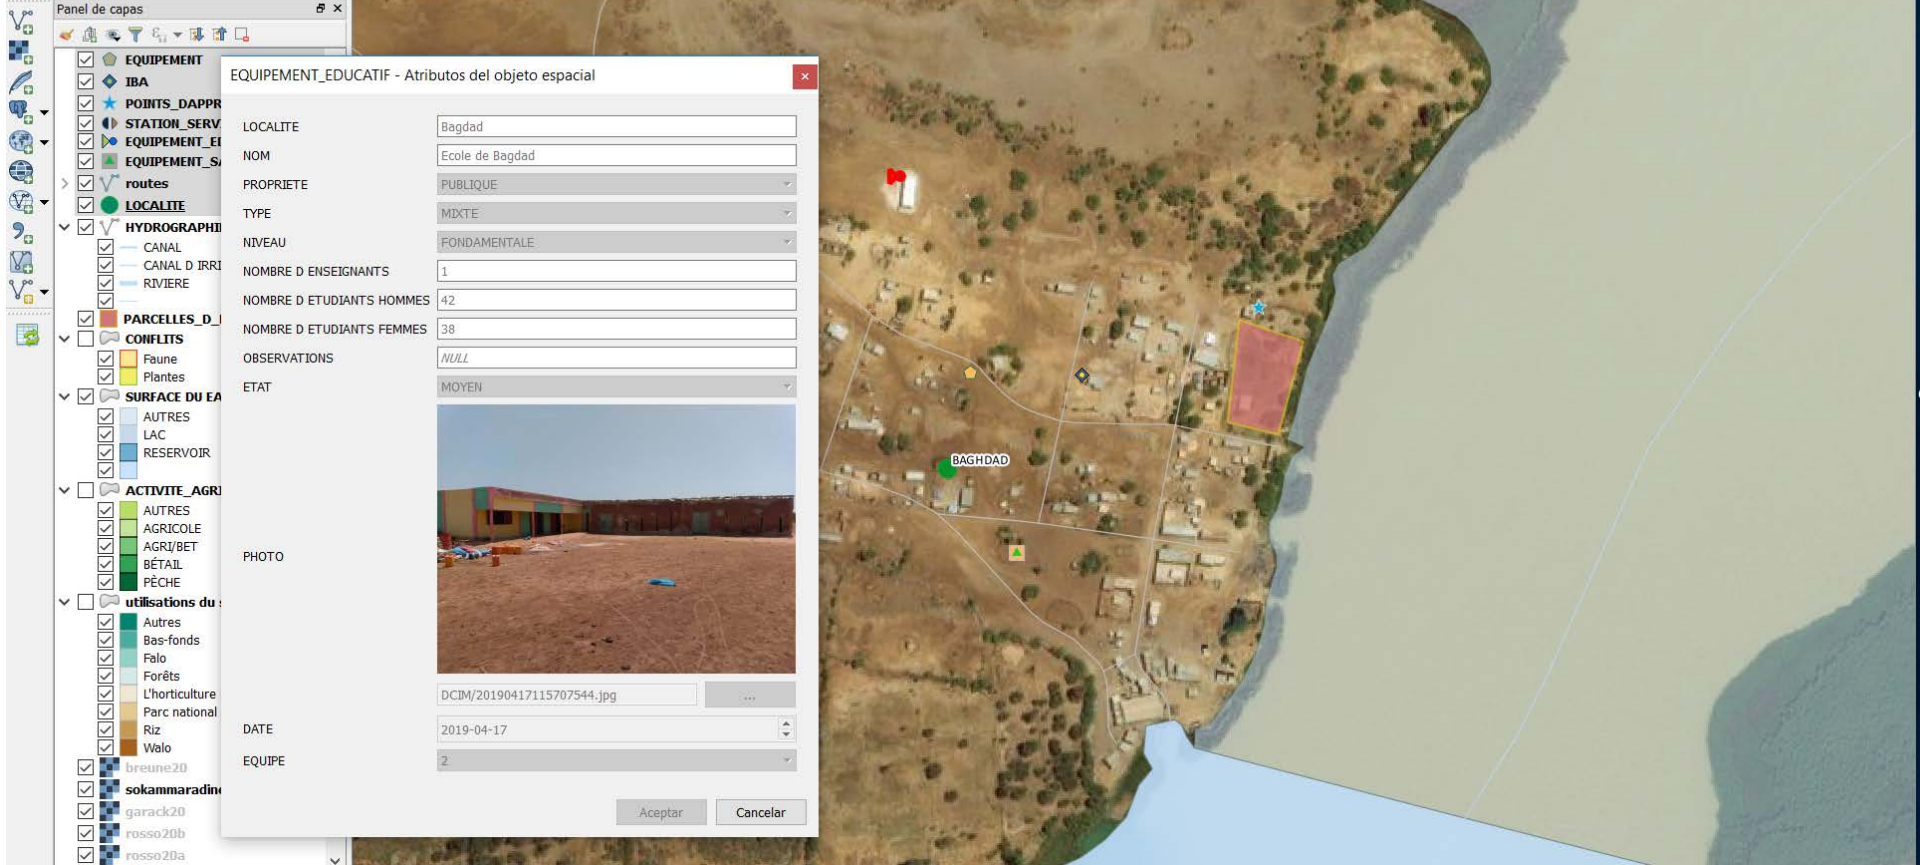 Panel de capas
EQUIPEMENT
IBA
POINTS_DAPPR
STATION_SERV
EQUIPEMENT_E
EQUIPEMENT_S
routes
LOCALITE
HYDROGRAPHI
CANAL
CANAL D IRRI
RIVIERE
PARCELLES_D_
CONFLITS
Faune
Plantes
SURFACE DU EA
AUTRES
LAC
RESERVOIR
ACTIVITE_AGRI
AUTRES
AGRICOLE
AGRI/BET
BÉTAIL
PÈCHE
utilisations du s
Autres
Bas-fonds
Falo
Forêts
L'horticulture
Parc national
Riz
Walo
breune20
sokammaradine
garack20
rosso20b
rosso20a
EQUIPEMENT_EDUCATIF - Atributos del objeto espacial
LOCALITE Bagdad
NOM Ecole de Bagdad
PROPRIETE PUBLIQUE
TYPE MIXTE
NIVEAU FONDAMENTALE
NOMBRE D ENSEIGNANTS 1
NOMBRE D ETUDIANTS HOMMES 42
NOMBRE D ETUDIANTS FEMMES 38
OBSERVATIONS NULL
ETAT MOYEN
PHOTO
DCIM/20190417115707544.jpg ...
DATE 2019-04-17
EQUIPE 2
Aceptar Cancelar
BAGHDAD